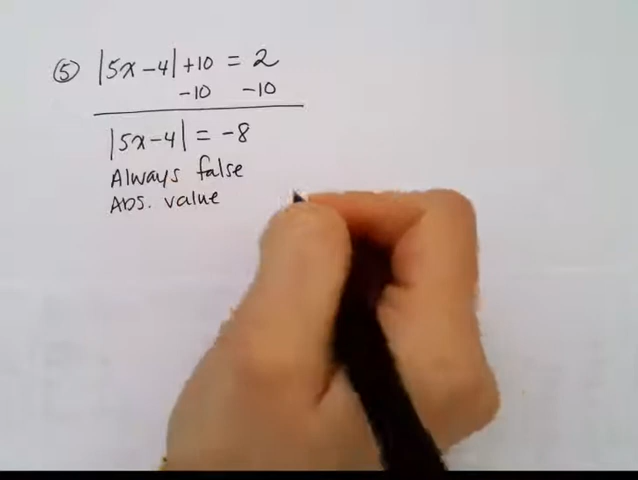 ⑤ |5x-4| +10 = 2
-10 -10
|5x-4| = -8
Always false
Abs. value